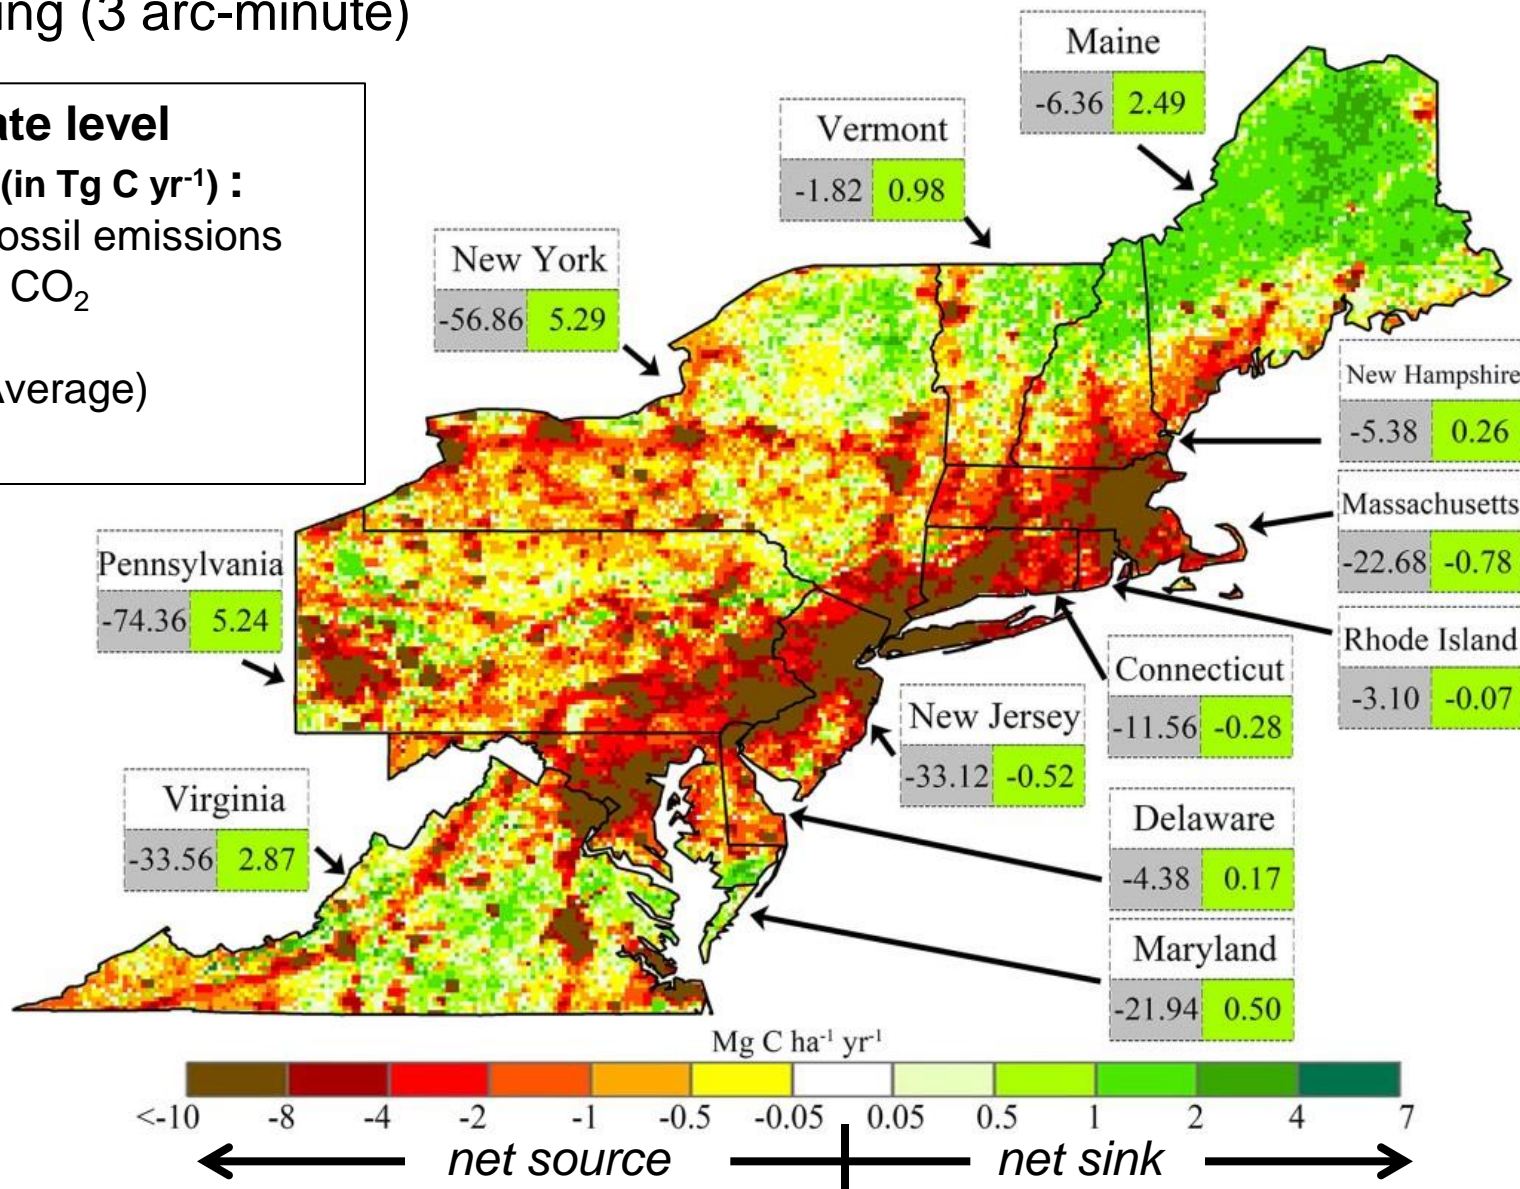 ing (3 arc-minute)
ate level
(in Tg C yr⁻¹) :
ossil emissions
CO₂
Average)
Maine
-6.36 2.49
Vermont
-1.82 0.98
New York
-56.86 5.29
New Hampshire
-5.38 0.26
Massachusetts
-22.68 -0.78
Pennsylvania
-74.36 5.24
Rhode Island
-3.10 -0.07
Connecticut
-11.56 -0.28
New Jersey
-33.12 -0.52
Virginia
-33.56 2.87
Delaware
-4.38 0.17
Maryland
-21.94 0.50
Mg C ha⁻¹ yr⁻¹
<-10 -8 -4 -2 -1 -0.5 -0.05 0.05 0.5 1 2 4 7
net source net sink